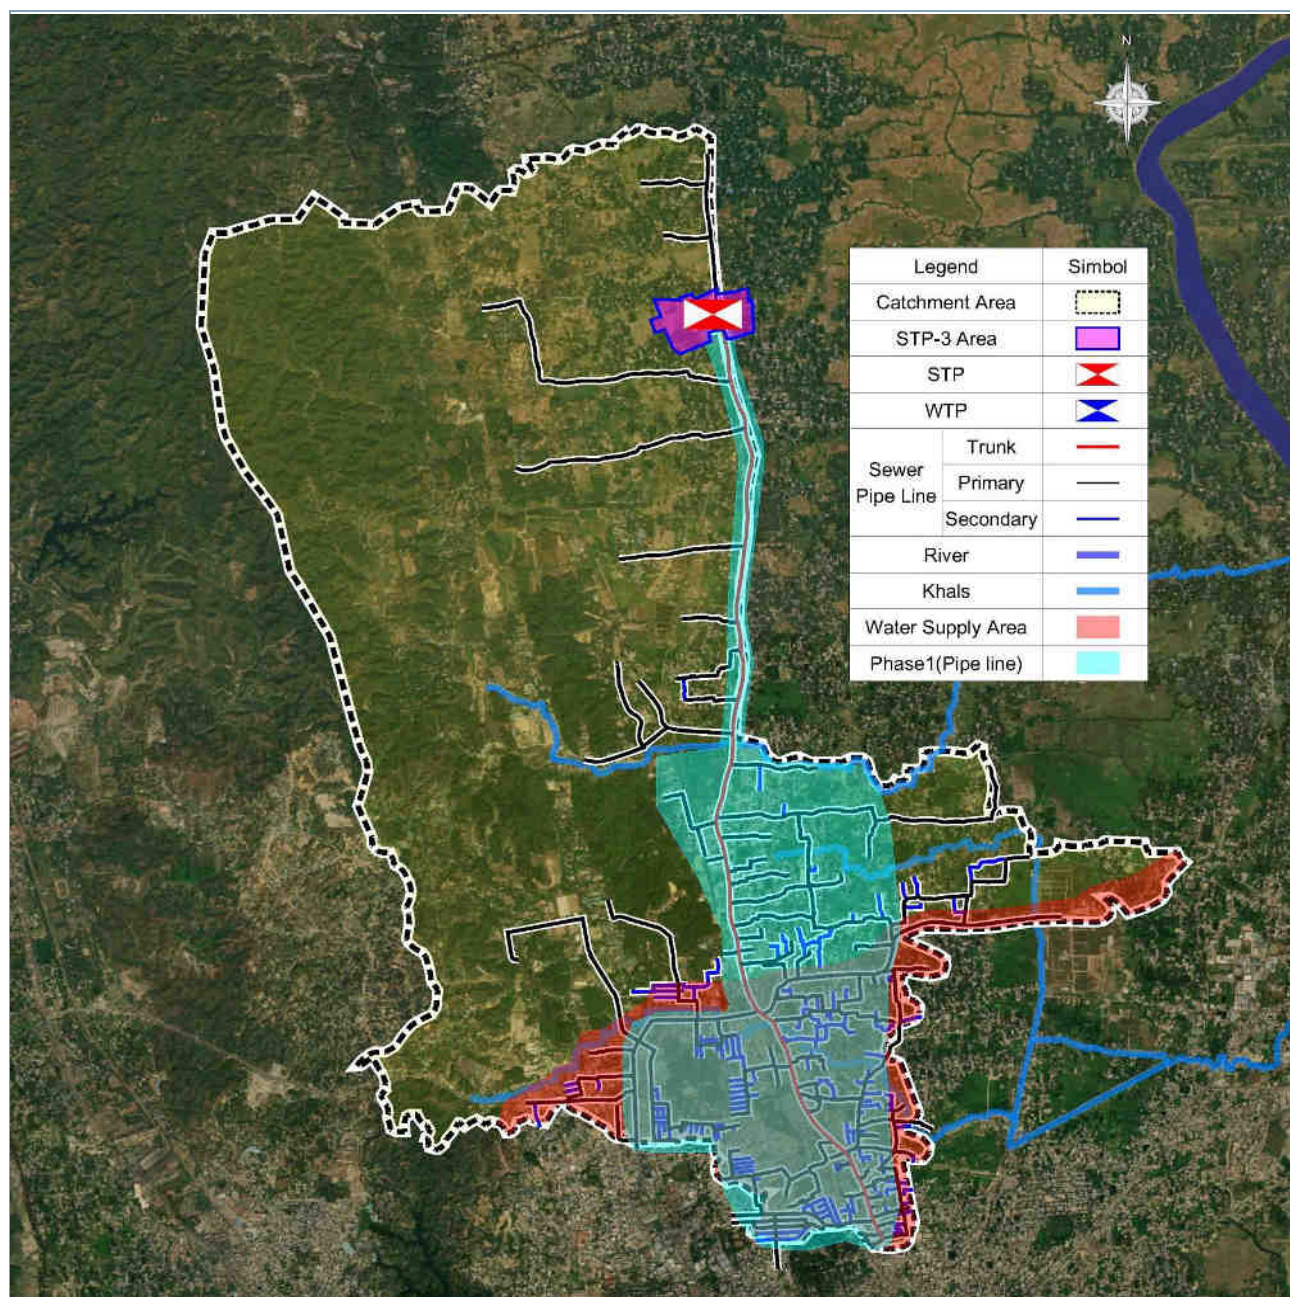 N
Legend Simbol
Catchment Area
STP-3 Area
STP
WTP
Sewer Pipe Line
Trunk
Primary
Secondary
River
Khals
Water Supply Area
Phase1(Pipe line)